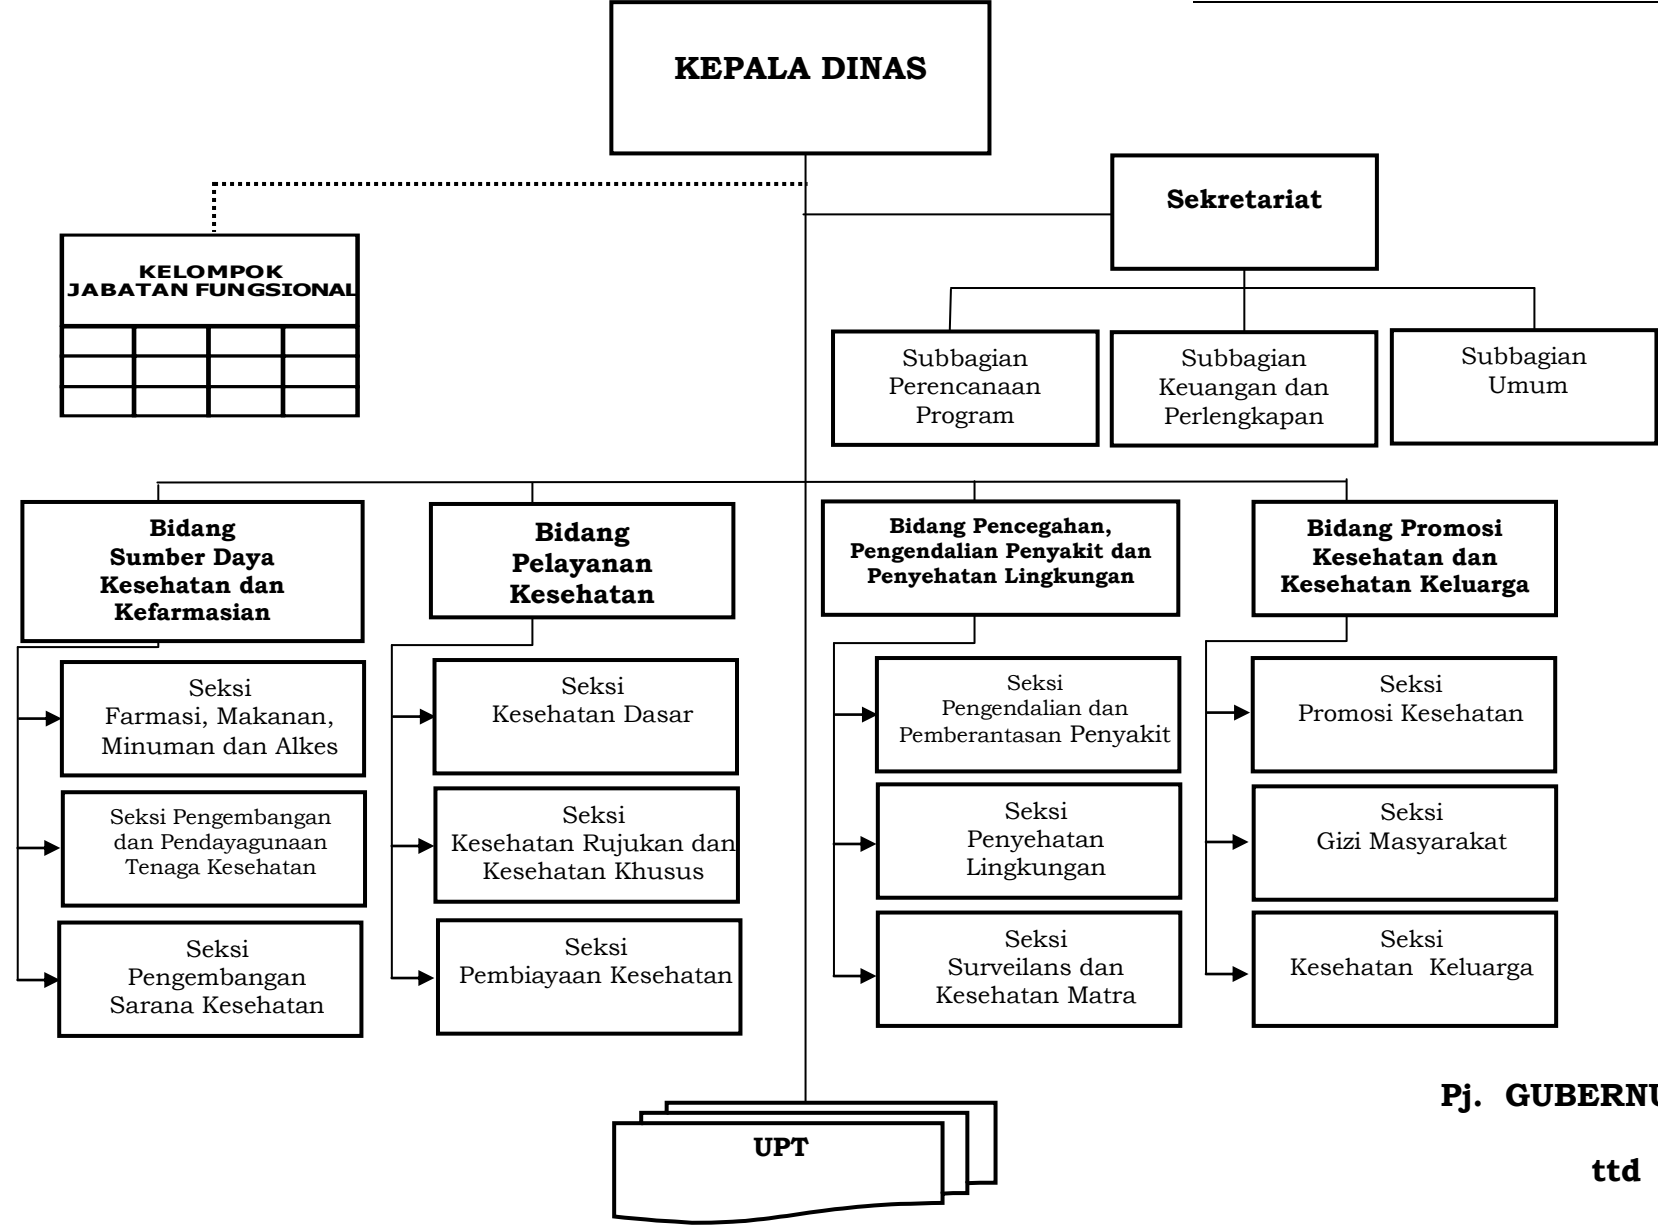 KEPALA DINAS
Sekretariat
KELOMPOK
JABATAN FUNGSIONAL
Subbagian
Perencanaan
Program
Subbagian
Keuangan dan
Perlengkapan
Subbagian
Umum
Bidang
Sumber Daya
Kesehatan dan
Kefarmasian
Bidang
Pelayanan
Kesehatan
Bidang Pencegahan,
Pengendalian Penyakit dan
Penyehatan Lingkungan
Bidang Promosi
Kesehatan dan
Kesehatan Keluarga
Seksi
Farmasi, Makanan,
Minuman dan Alkes
Seksi
Kesehatan Dasar
Seksi
Pengendalian dan
Pemberantasan Penyakit
Seksi
Promosi Kesehatan
Seksi Pengembangan
dan Pendayagunaan
Tenaga Kesehatan
Seksi
Kesehatan Rujukan dan
Kesehatan Khusus
Seksi
Penyehatan
Lingkungan
Seksi
Gizi Masyarakat
Seksi
Pengembangan
Sarana Kesehatan
Seksi
Pembiayaan Kesehatan
Seksi
Surveilans dan
Kesehatan Matra
Seksi
Kesehatan  Keluarga
UPT
Pj.  GUBERNU
ttd